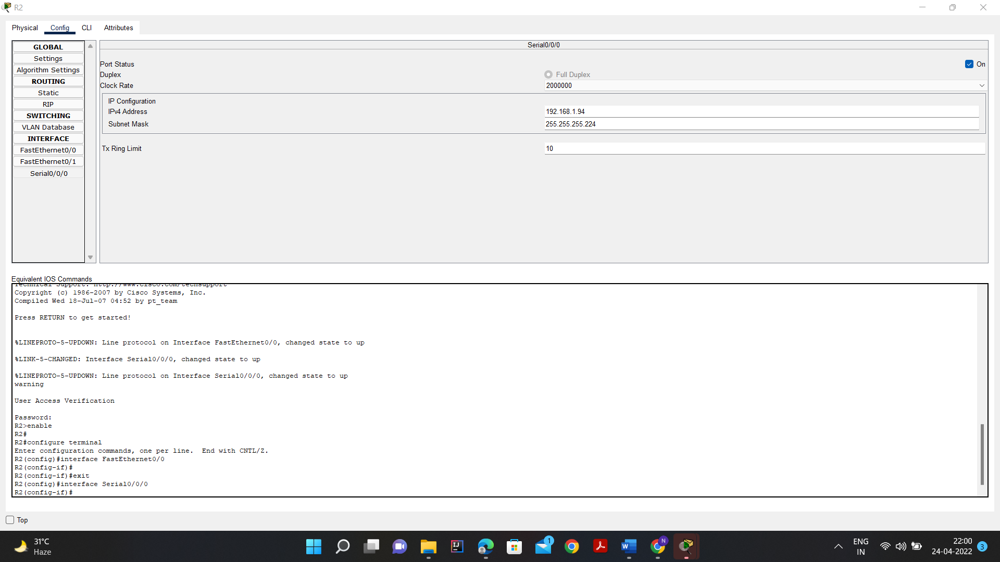 R2
Physical Config CLI Attributes
GLOBAL
Settings
Algorithm Settings
ROUTING
Static
RIP
SWITCHING
VLAN Database
INTERFACE
FastEthernet0/0
FastEthernet0/1
Serial0/0/0
Serial0/0/0
Port Status On
Duplex Full Duplex
Clock Rate 2000000
IP Configuration
IPv4 Address 192.168.1.94
Subnet Mask 255.255.255.224
Tx Ring Limit 10
Equivalent IOS Commands
Technical Support: http://www.cisco.com/techsupport
Copyright (c) 1986-2007 by Cisco Systems, Inc.
Compiled Wed 18-Jul-07 04:52 by pt_team
Press RETURN to get started!
%LINEPROTO-5-UPDOWN: Line protocol on Interface FastEthernet0/0, changed state to up
%LINK-5-CHANGED: Interface Serial0/0/0, changed state to up
%LINEPROTO-5-UPDOWN: Line protocol on Interface Serial0/0/0, changed state to up
warning
User Access Verification
Password:
R2>enable
R2#
R2#configure terminal
Enter configuration commands, one per line. End with CNTL/Z.
R2(config)#interface FastEthernet0/0
R2(config-if)#
R2(config-if)#exit
R2(config)#interface Serial0/0/0
R2(config-if)#
Top
31°C
Haze
IJ
1
W
N
ENG
IN
22:00
24-04-2022
3